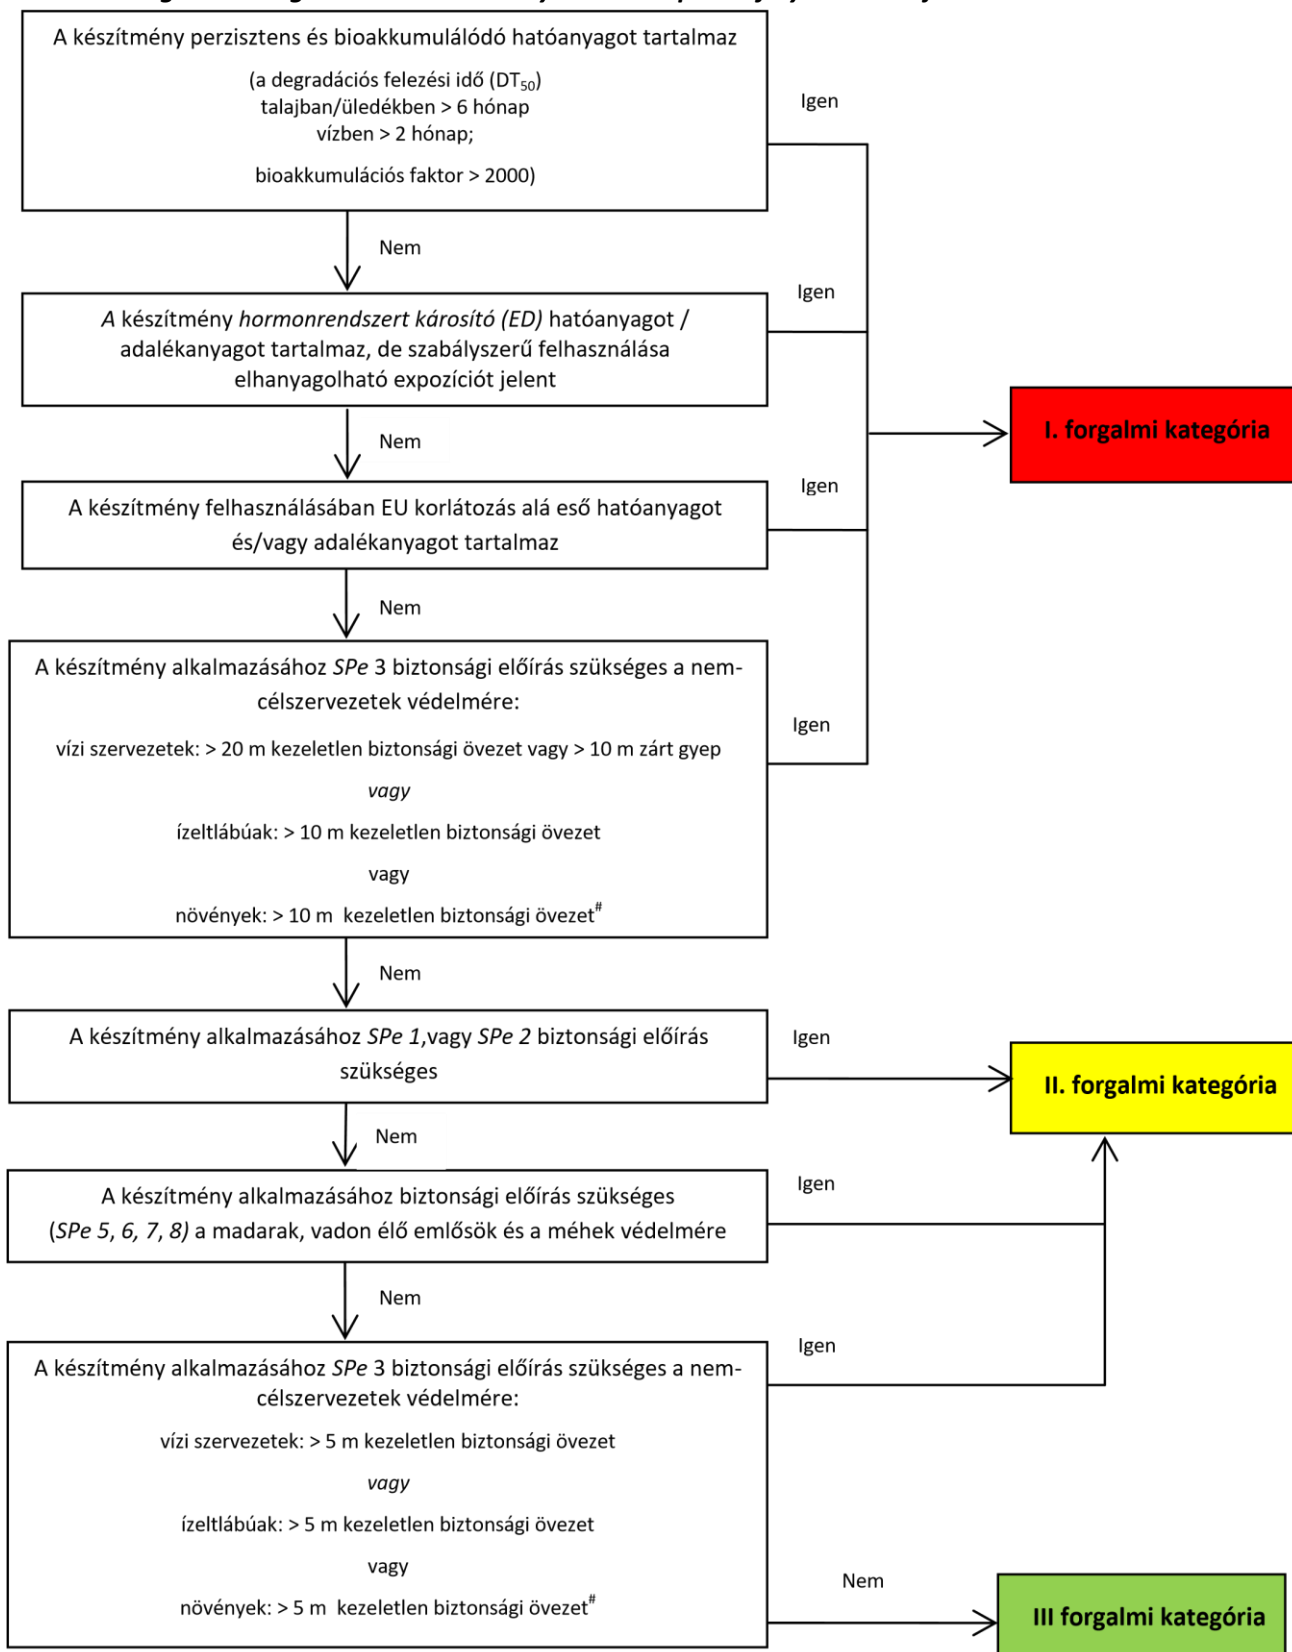 A készítmény perzisztens és bioakkumulálódó hatóanyagot tartalmaz
(a degradációs felezési idő (DT50)
talajban/üledékben > 6 hónap
vízben > 2 hónap;
bioakkumulációs faktor > 2000)
Igen
Nem
A készítmény hormonrendszert károsító (ED) hatóanyagot /
adalékanyagot tartalmaz, de szabályszerű felhasználása
elhanyagolható expozíciót jelent
Igen
I. forgalmi kategória
Nem
A készítmény felhasználásában EU korlátozás alá eső hatóanyagot
és/vagy adalékanyagot tartalmaz
Igen
Nem
A készítmény alkalmazásához SPe 3 biztonsági előírás szükséges a nem-
célszervezetek védelmére:
vízi szervezetek: > 20 m kezeletlen biztonsági övezet vagy > 10 m zárt gyep
vagy
ízeltlábúak: > 10 m kezeletlen biztonsági övezet
vagy
növények: > 10 m kezeletlen biztonsági övezet#
Igen
Nem
A készítmény alkalmazásához SPe 1,vagy SPe 2 biztonsági előírás
szükséges
Igen
II. forgalmi kategória
Nem
A készítmény alkalmazásához biztonsági előírás szükséges
(SPe 5, 6, 7, 8) a madarak, vadon élő emlősök és a méhek védelmére
Igen
Nem
A készítmény alkalmazásához SPe 3 biztonsági előírás szükséges a nem-
célszervezetek védelmére:
vízi szervezetek: > 5 m kezeletlen biztonsági övezet
vagy
ízeltlábúak: > 5 m kezeletlen biztonsági övezet
vagy
növények: > 5 m kezeletlen biztonsági övezet#
Igen
Nem
III forgalmi kategória